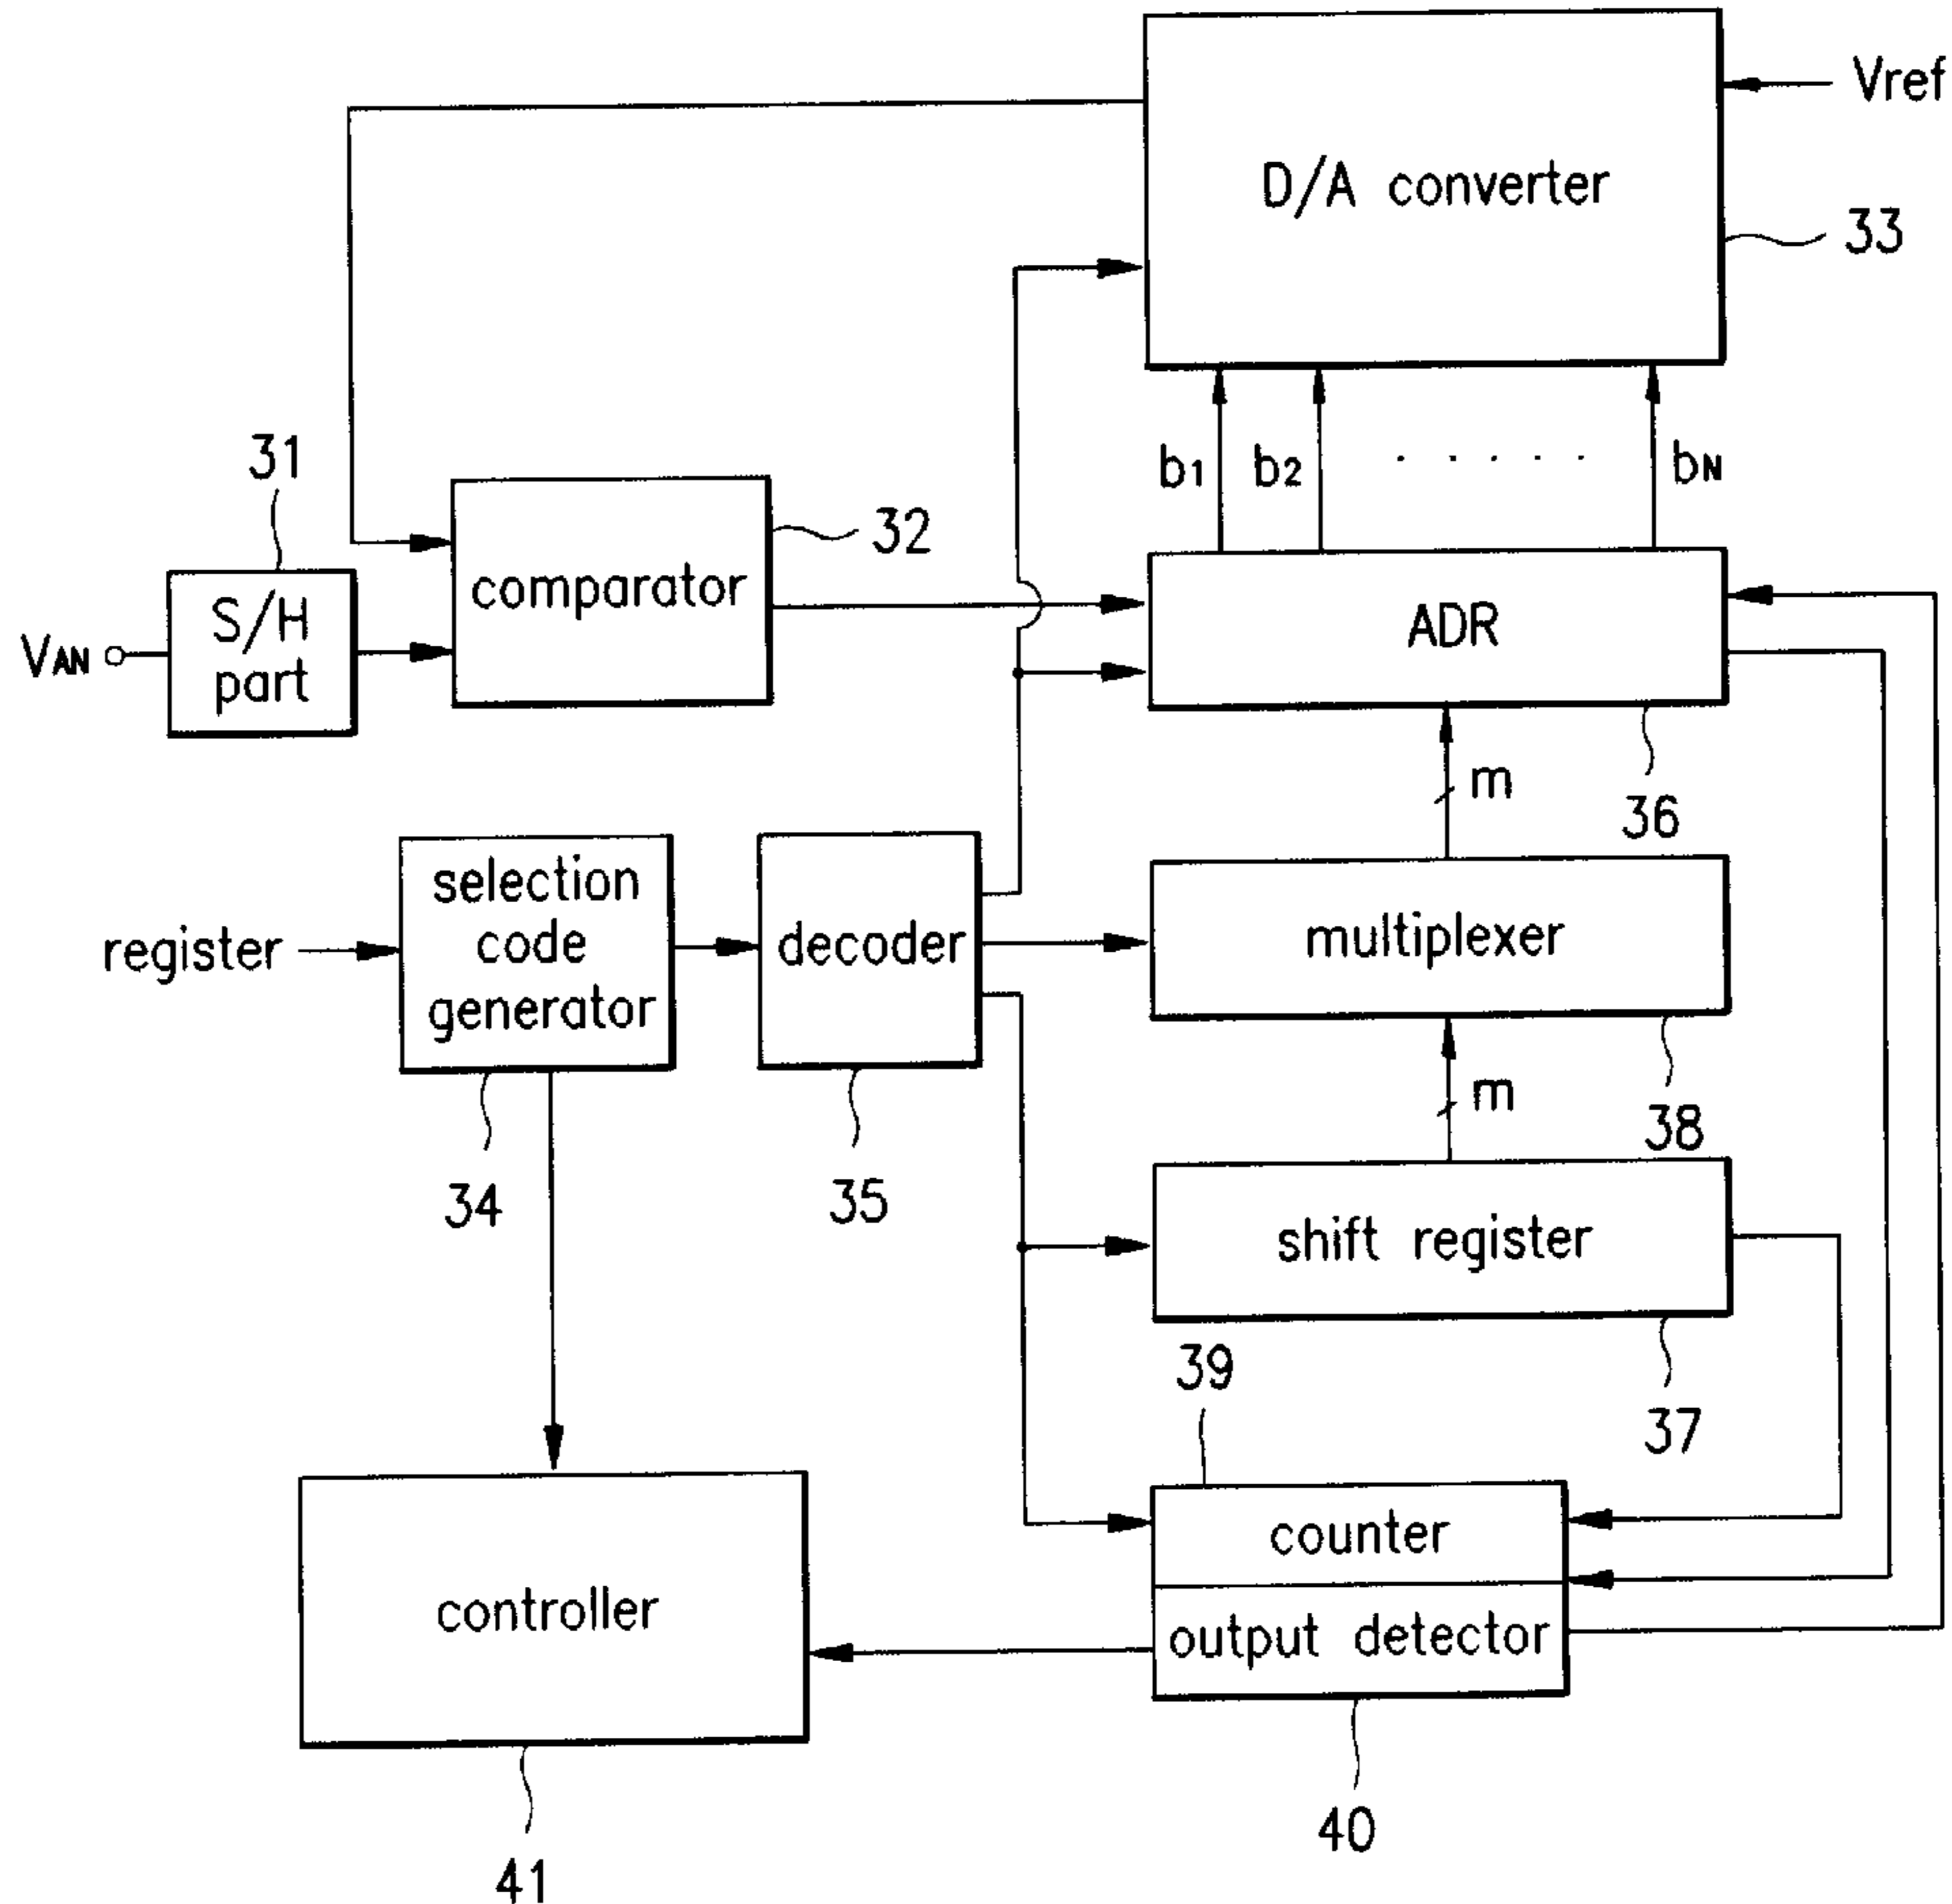 Vref
D/A converter
33
31
b1
b2
. . . . .
bN
32
comparator
S/H
part
VAN
ADR
m
36
selection
code
generator
register
decoder
multiplexer
m
38
34
35
shift register
39
37
counter
controller
output detector
40
41